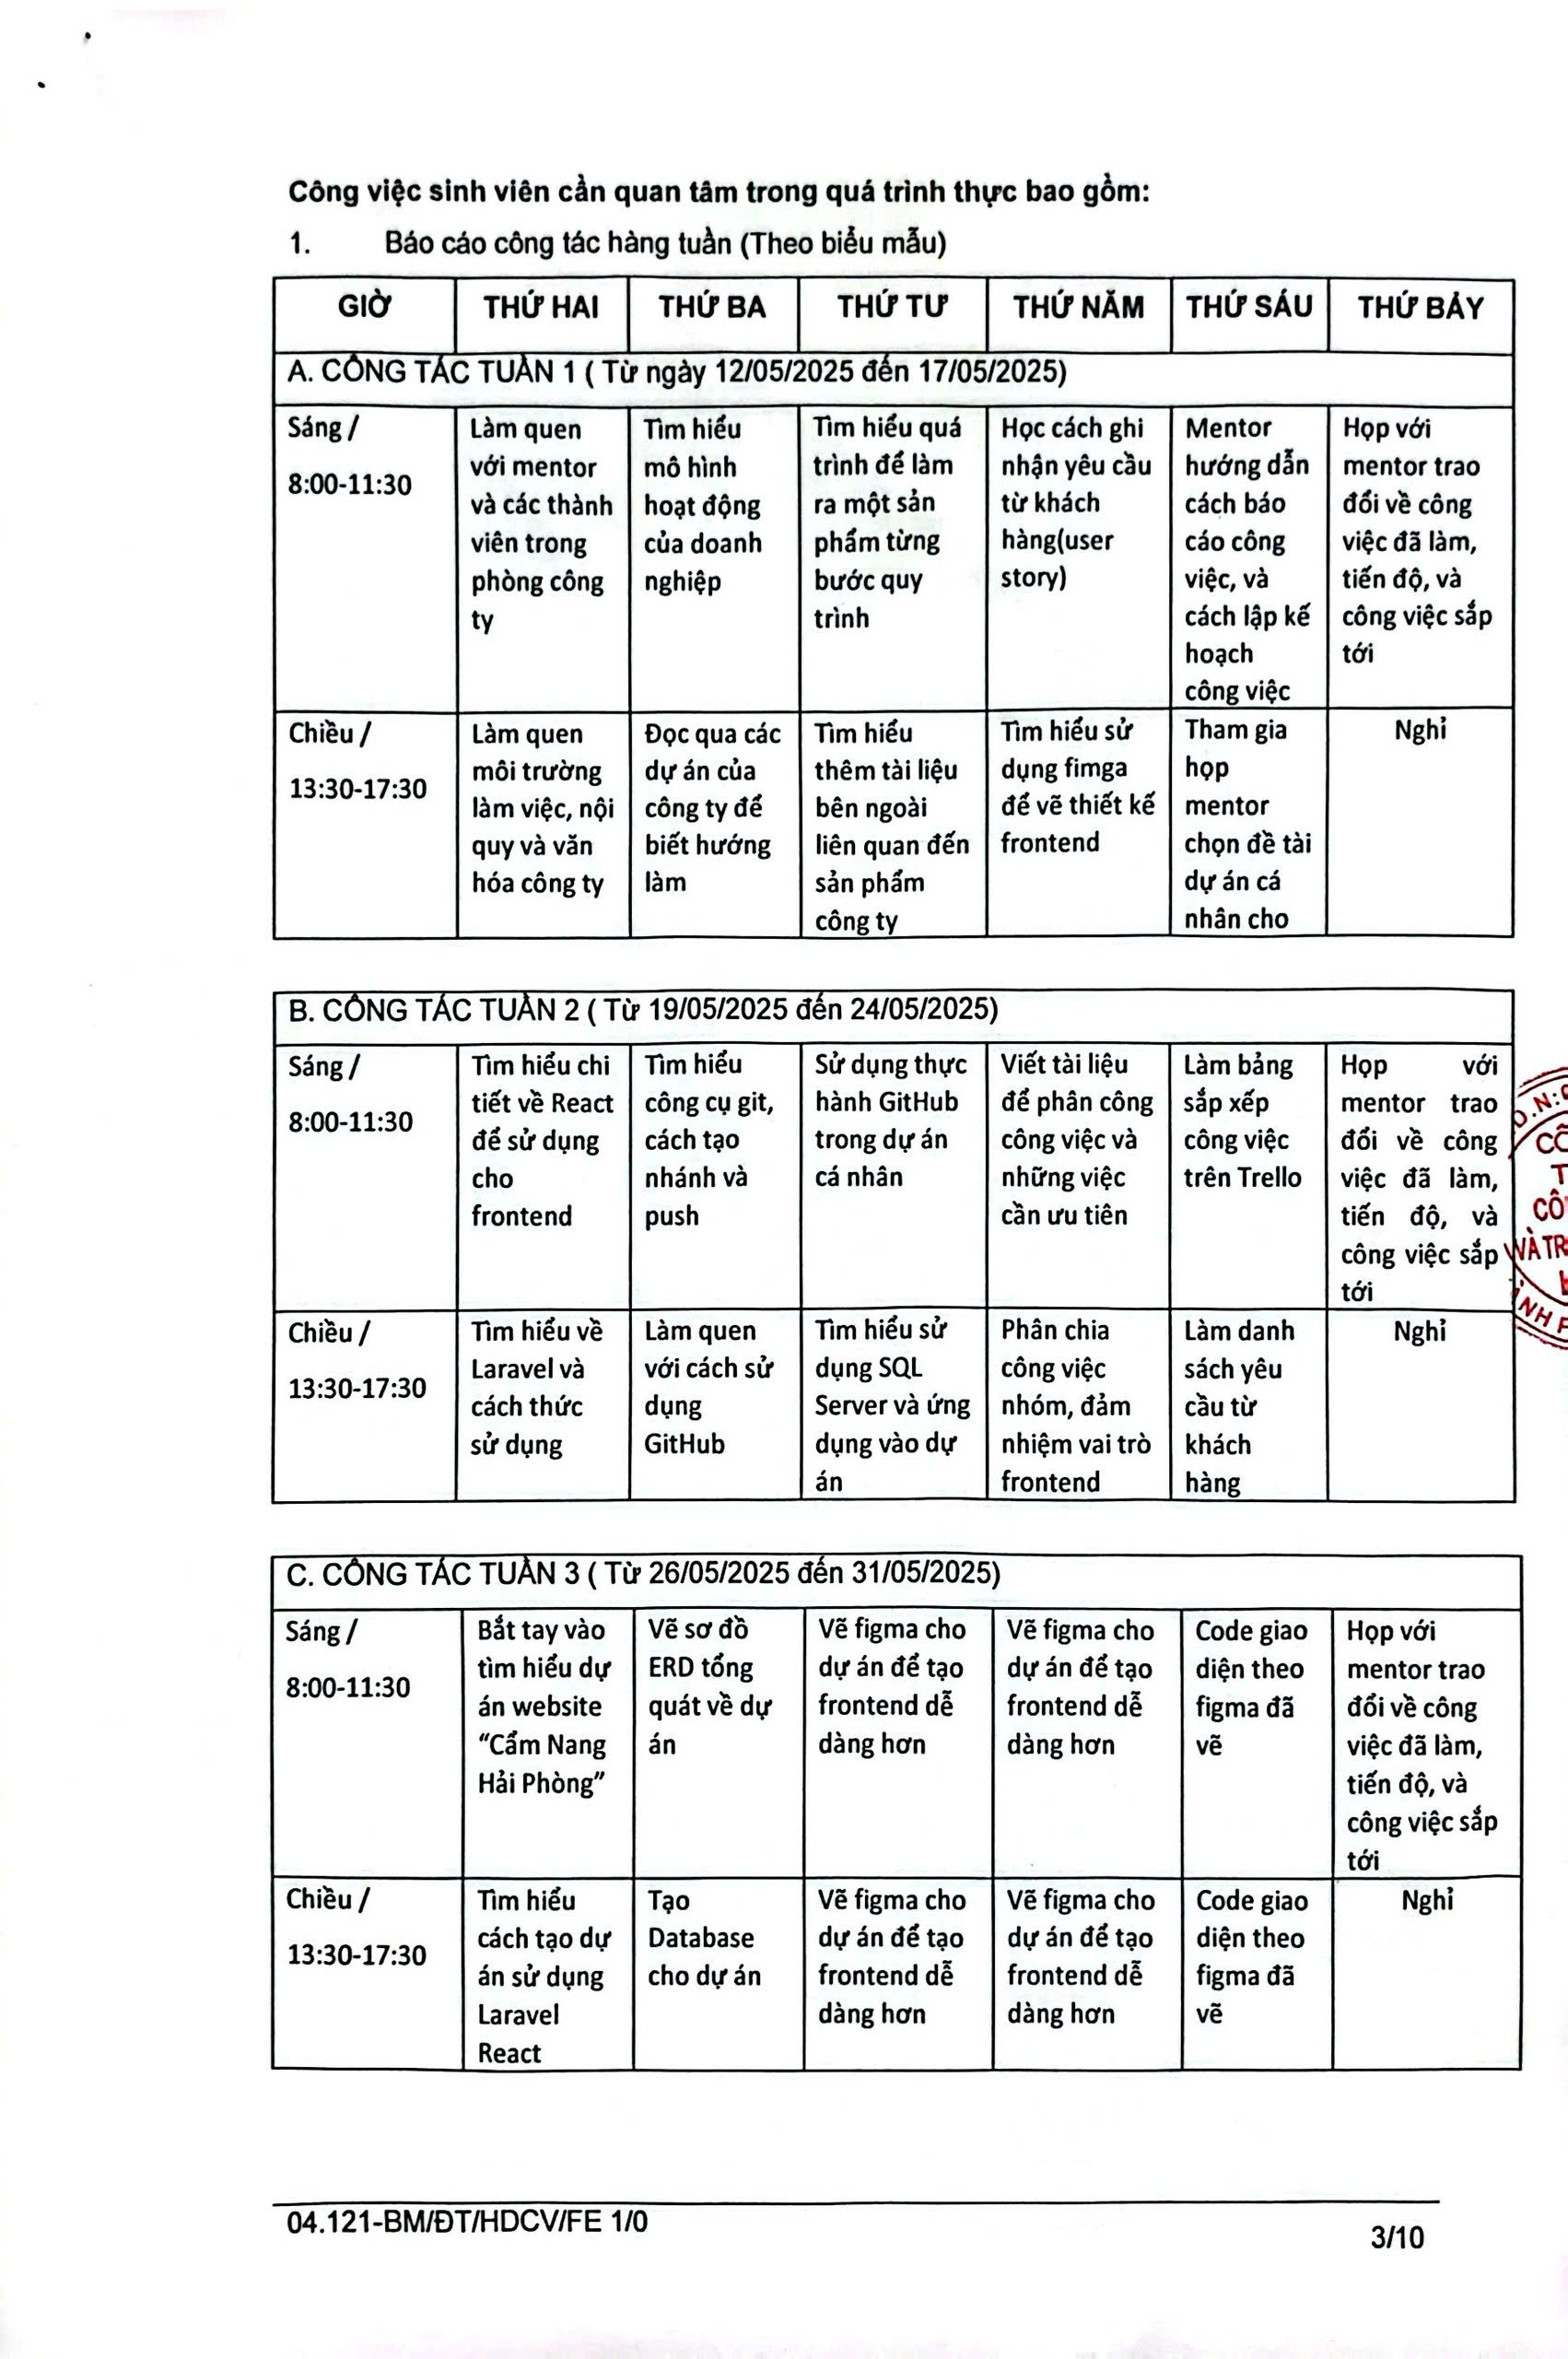 Công việc sinh viên cần quan tâm trong quá trình thực bao gồm:
1. Báo cáo công tác hàng tuần (Theo biểu mẫu)
GIỜ THỨ HAI THỨ BA THỨ TƯ THỨ NĂM THỨ SÁU THỨ BẢY
A. CÔNG TÁC TUẦN 1 ( Từ ngày 12/05/2025 đến 17/05/2025)
Sáng /
8:00-11:30
Làm quen
với mentor
và các thành
viên trong
phòng công
ty
Tìm hiểu
mô hình
hoạt động
của doanh
nghiệp
Tìm hiểu quá
trình để làm
ra một sản
phẩm từng
bước quy
trình
Học cách ghi
nhận yêu cầu
từ khách
hàng(user
story)
Mentor
hướng dẫn
cách báo
cáo công
việc, và
cách lập kế
hoạch
công việc
Họp với
mentor trao
đổi về công
việc đã làm,
tiến độ, và
công việc sắp
tới
Chiều /
13:30-17:30
Làm quen
môi trường
làm việc, nội
quy và văn
hóa công ty
Đọc qua các
dự án của
công ty để
biết hướng
làm
Tìm hiểu
thêm tài liệu
bên ngoài
liên quan đến
sản phẩm
công ty
Tìm hiểu sử
dụng fimga
để vẽ thiết kế
frontend
Tham gia
họp
mentor
chọn đề tài
dự án cá
nhân cho
Nghỉ
B. CÔNG TÁC TUẦN 2 ( Từ 19/05/2025 đến 24/05/2025)
Sáng /
8:00-11:30
Tìm hiểu chi
tiết về React
để sử dụng
cho
frontend
Tìm hiểu
công cụ git,
cách tạo
nhánh và
push
Sử dụng thực
hành GitHub
trong dự án
cá nhân
Viết tài liệu
để phân công
công việc và
những việc
cần ưu tiên
Làm bảng
sắp xếp
công việc
trên Trello
Họp với
mentor trao
đổi về công
việc đã làm,
tiến độ, và
công việc sắp
tới
Chiều /
13:30-17:30
Tìm hiểu về
Laravel và
cách thức
sử dụng
Làm quen
với cách sử
dụng
GitHub
Tìm hiểu sử
dụng SQL
Server và ứng
dụng vào dự
án
Phân chia
công việc
nhóm, đảm
nhiệm vai trò
frontend
Làm danh
sách yêu
cầu từ
khách
hàng
Nghỉ
C. CÔNG TÁC TUẦN 3 ( Từ 26/05/2025 đến 31/05/2025)
Sáng /
8:00-11:30
Bắt tay vào
tìm hiểu dự
án website
“Cẩm Nang
Hải Phòng”
Vẽ sơ đồ
ERD tổng
quát về dự
án
Vẽ figma cho
dự án để tạo
frontend dễ
dàng hơn
Vẽ figma cho
dự án để tạo
frontend dễ
dàng hơn
Code giao
diện theo
figma đã
vẽ
Họp với
mentor trao
đổi về công
việc đã làm,
tiến độ, và
công việc sắp
tới
Chiều /
13:30-17:30
Tìm hiểu
cách tạo dự
án sử dụng
Laravel
React
Tạo
Database
cho dự án
Vẽ figma cho
dự án để tạo
frontend dễ
dàng hơn
Vẽ figma cho
dự án để tạo
frontend dễ
dàng hơn
Code giao
diện theo
figma đã
vẽ
Nghỉ
04.121-BM/ĐT/HDCV/FE 1/0
3/10